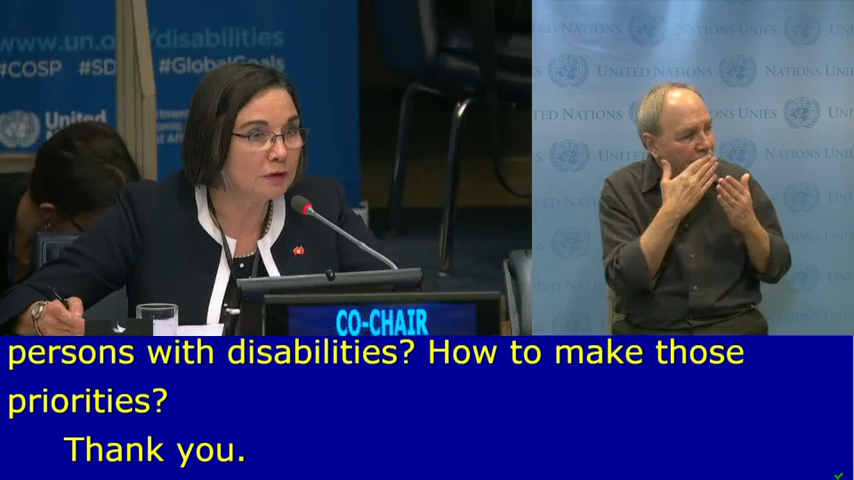 www.un.org/disabilities
#COSP #SD #GlobalGoals
United
CO-CHAIR
UNITED NATIONS
NATIONS UNIES
persons with disabilities? How to make those
priorities?
Thank you.